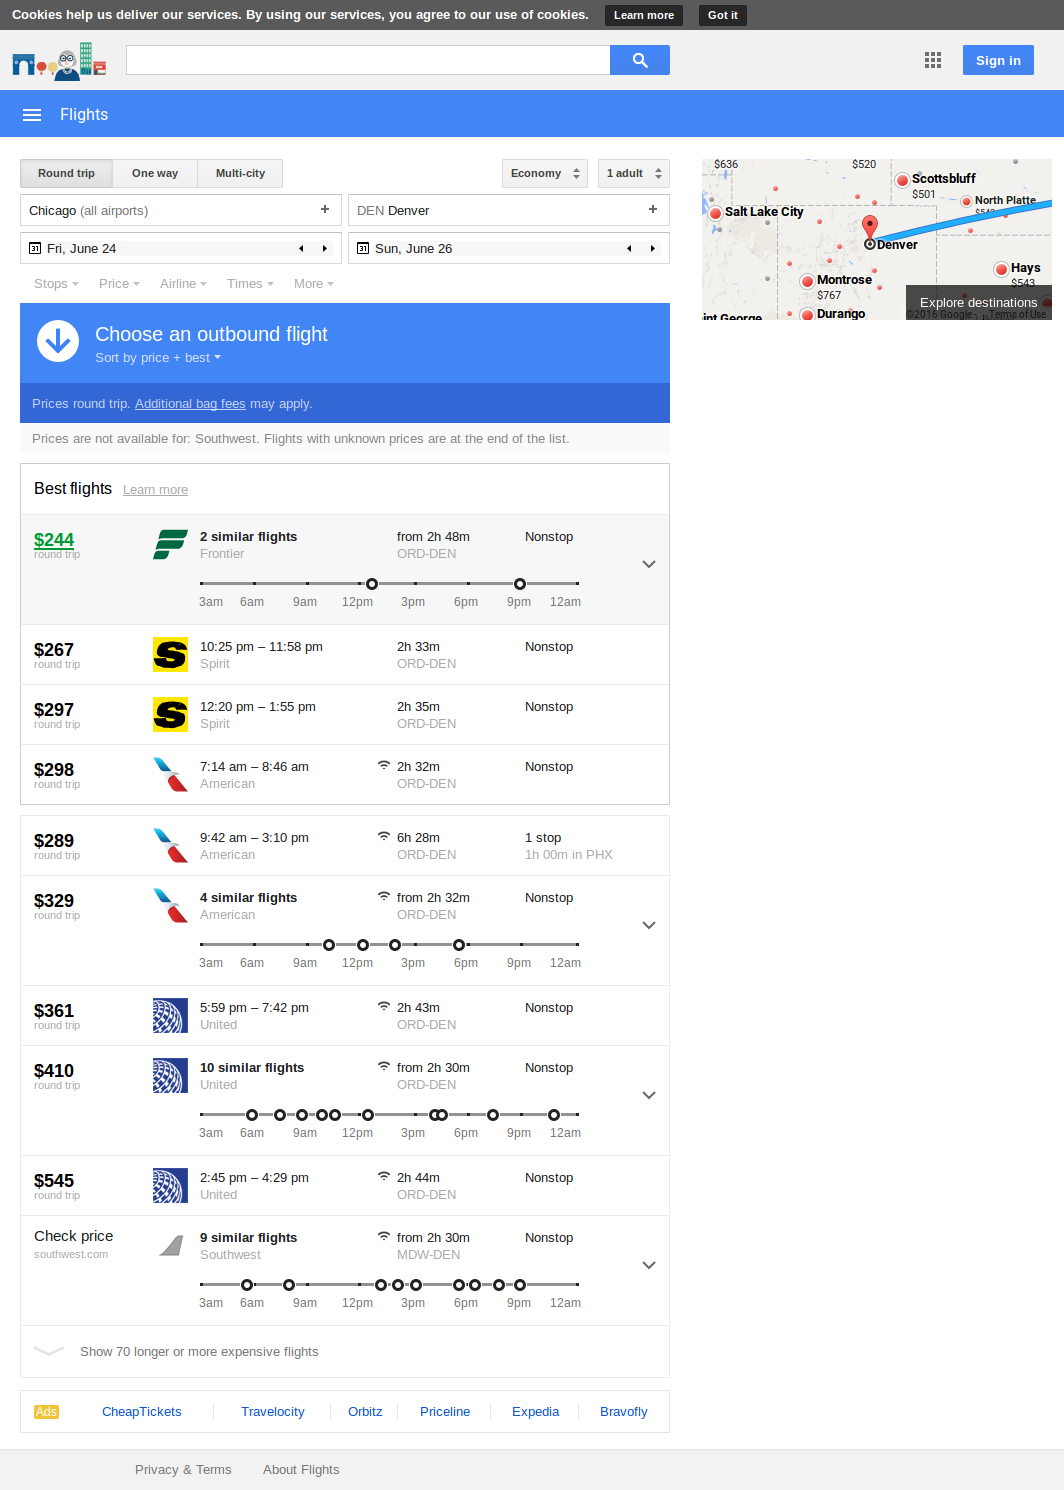 Cookies help us deliver our services. By using our services, you agree to our use of cookies. Learn more Got it
Sign in
Flights
Round trip One way Multi-city Economy 1 adult
Chicago (all airports) + DEN Denver +
31 Fri, June 24 31 Sun, June 26
Stops Price Airline Times More
$636 $520
Scottsbluff
$501
North Platte
Salt Lake City
Denver
Hays
$543
Montrose
$767
Explore destinations
Durango
©2016 Google Terms of Use
int George
Choose an outbound flight
Sort by price + best
Prices round trip. Additional bag fees may apply.
Prices are not available for: Southwest. Flights with unknown prices are at the end of the list.
Best flights Learn more
$244 2 similar flights from 2h 48m Nonstop
round trip Frontier ORD-DEN
3am 6am 9am 12pm 3pm 6pm 9pm 12am
$267 10:25 pm – 11:58 pm 2h 33m Nonstop
round trip Spirit ORD-DEN
$297 12:20 pm – 1:55 pm 2h 35m Nonstop
round trip Spirit ORD-DEN
$298 7:14 am – 8:46 am 2h 32m Nonstop
round trip American ORD-DEN
$289 9:42 am – 3:10 pm 6h 28m 1 stop
round trip American ORD-DEN 1h 00m in PHX
$329 4 similar flights from 2h 32m Nonstop
round trip American ORD-DEN
3am 6am 9am 12pm 3pm 6pm 9pm 12am
$361 5:59 pm – 7:42 pm 2h 43m Nonstop
round trip United ORD-DEN
$410 10 similar flights from 2h 30m Nonstop
round trip United ORD-DEN
3am 6am 9am 12pm 3pm 6pm 9pm 12am
$545 2:45 pm – 4:29 pm 2h 44m Nonstop
round trip United ORD-DEN
Check price 9 similar flights from 2h 30m Nonstop
southwest.com Southwest MDW-DEN
3am 6am 9am 12pm 3pm 6pm 9pm 12am
Show 70 longer or more expensive flights
Ads CheapTickets Travelocity Orbitz Priceline Expedia Bravofly
Privacy & Terms About Flights